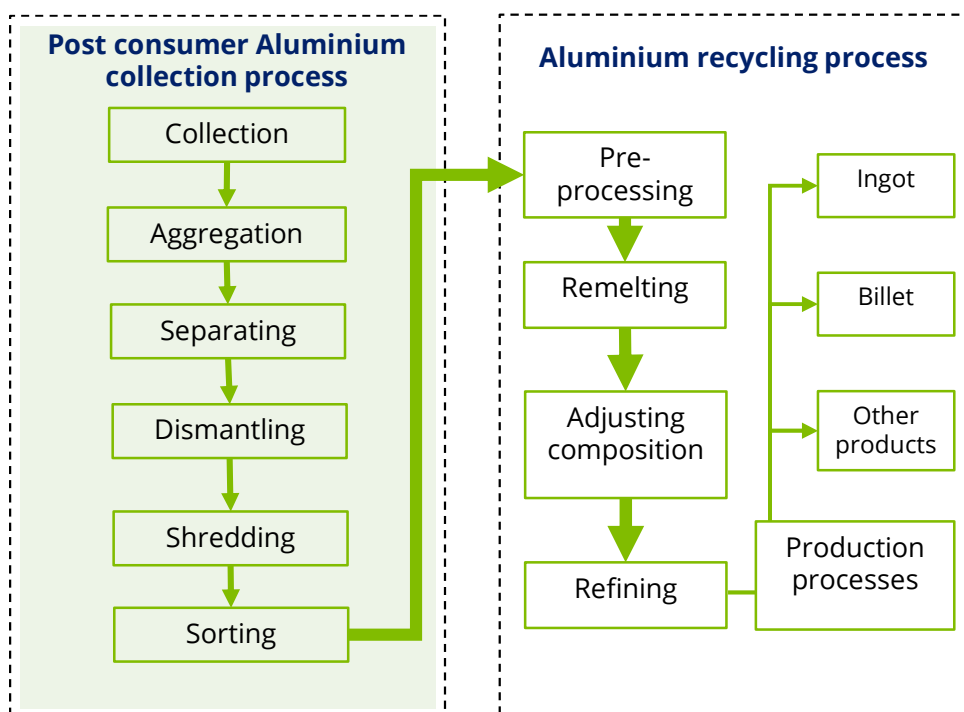 Post consumer Aluminium
collection process
Collection
Aggregation
Separating
Dismantling
Shredding
Sorting
Aluminium recycling process
Pre-
processing
Remelting
Adjusting
composition
Refining
Production
processes
Ingot
Billet
Other
products